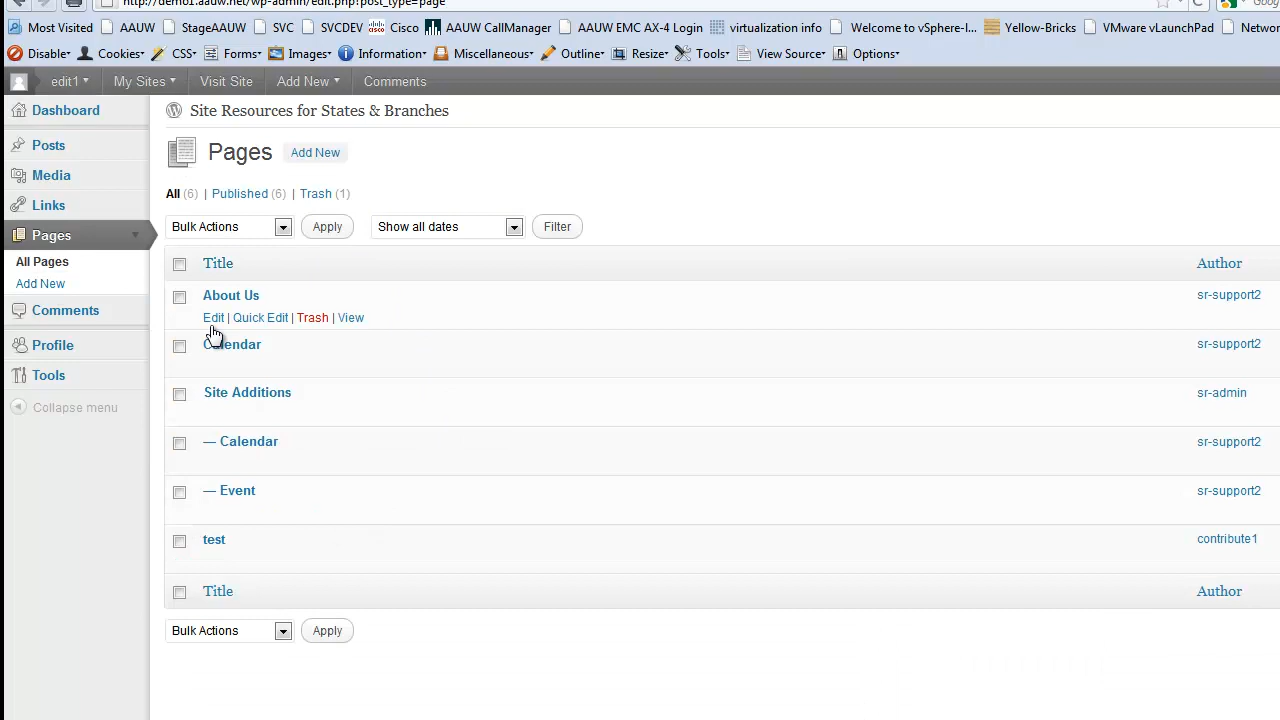 http://demo1.aauw.net/wp-admin/edit.php?post_type=page
Most Visited AAUW StageAAUW SVC SVCDEV Cisco AAUW CallManager AAUW EMC AX-4 Login virtualization info Welcome to vSphere-l... Yellow-Bricks VMware vLaunchPad Network
Disable Cookies CSS Forms Images Information Miscellaneous Outline Resize Tools View Source Options
edit1 My Sites Visit Site Add New Comments
Dashboard
Posts
Media
Links
Pages
All Pages
Add New
Comments
Profile
Tools
Collapse menu
Site Resources for States & Branches
Pages Add New
All (6) | Published (6) | Trash (1)
Bulk Actions Apply Show all dates Filter
Title Author
About Us sr-support2
Edit | Quick Edit | Trash | View
Calendar sr-support2
Site Additions sr-admin
— Calendar sr-support2
— Event sr-support2
test contribute1
Title Author
Bulk Actions Apply